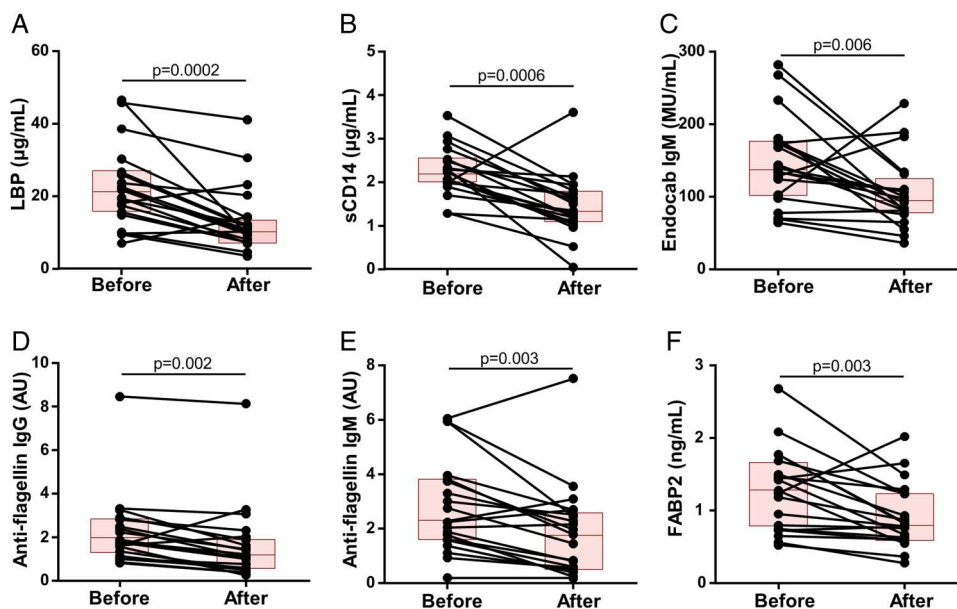 A
LBP (µg/mL)
60
40
20
0
p=0.0002
Before After
B
sCD14 (µg/mL)
5
4
3
2
1
0
p=0.0006
Before After
C
Endocab IgM (MU/mL)
300
200
100
0
p=0.006
Before After
D
Anti-flagellin IgG (AU)
10
8
6
4
2
0
p=0.002
Before After
E
Anti-flagellin IgM (AU)
8
6
4
2
0
p=0.003
Before After
F
FABP2 (ng/mL)
3
2
1
0
p=0.003
Before After